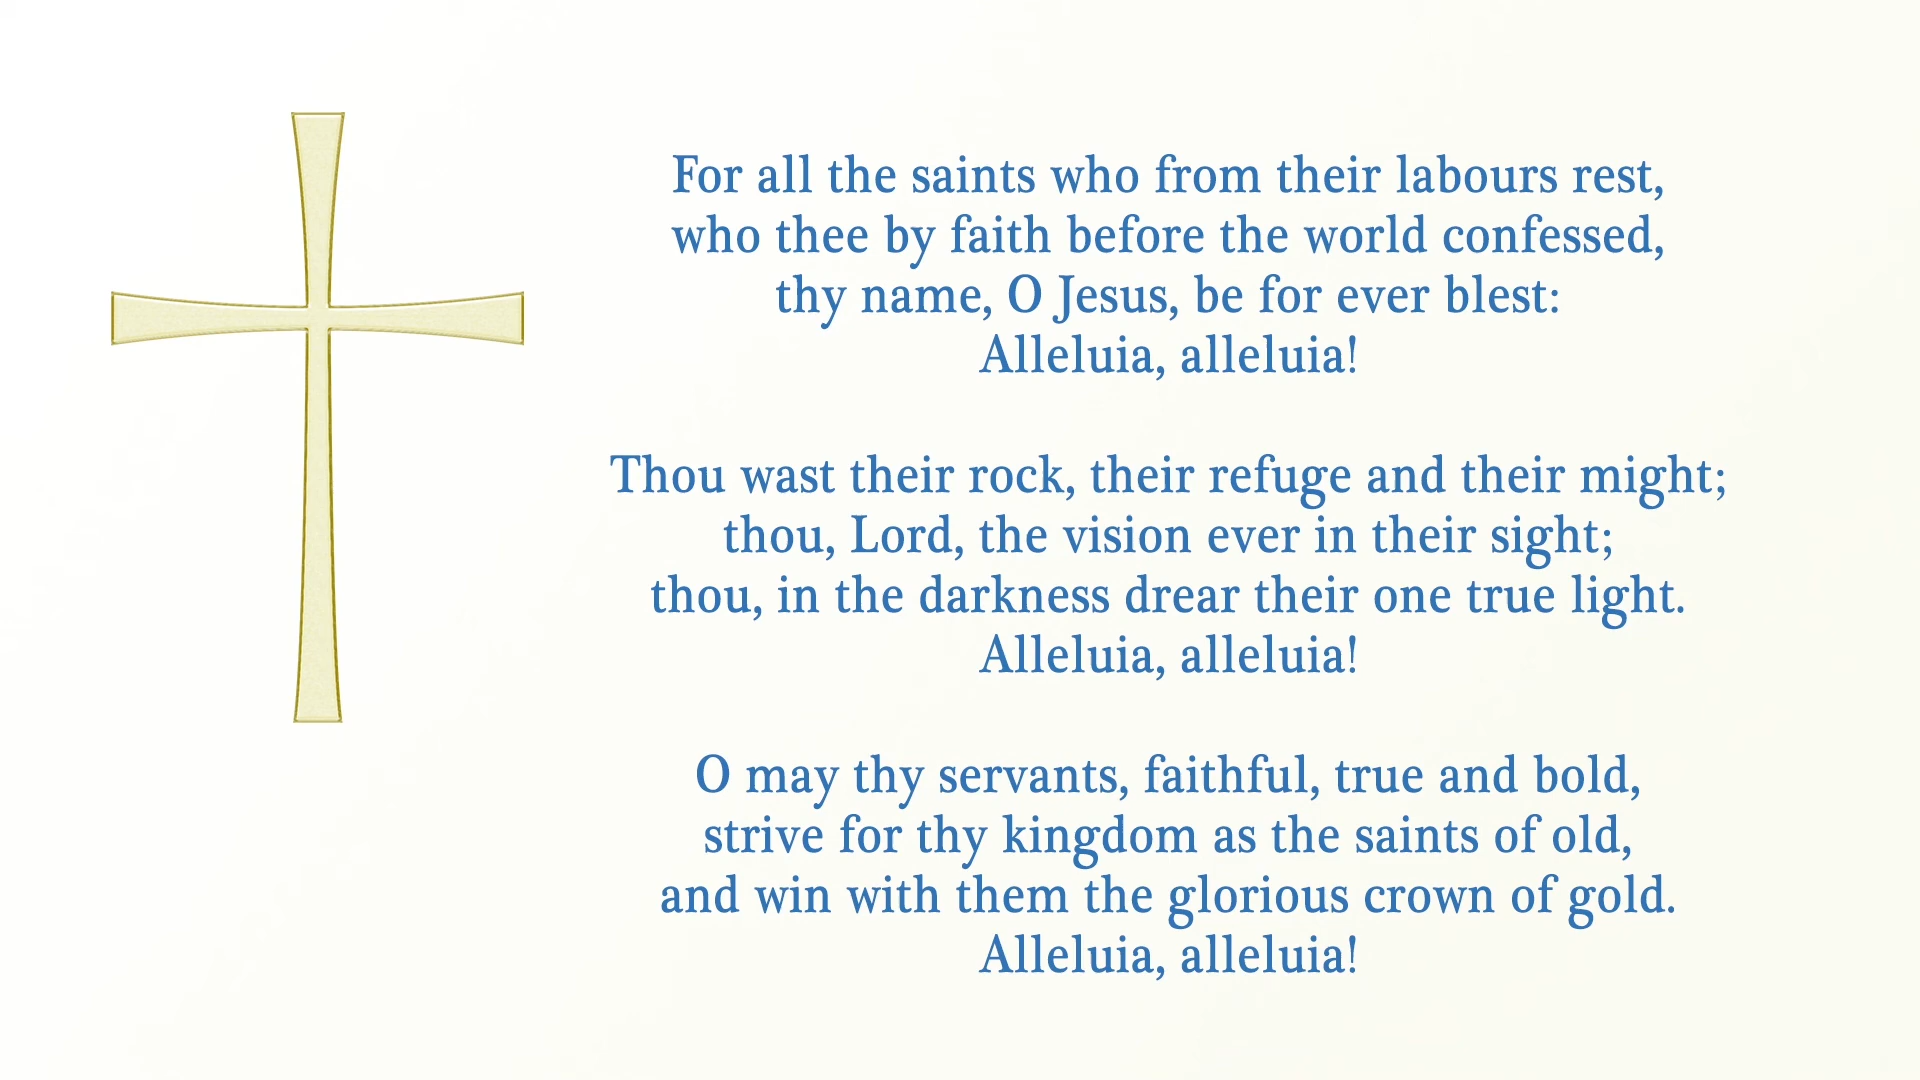 For all the saints who from their labours rest,
who thee by faith before the world confessed,
thy name, O Jesus, be for ever blest:
Alleluia, alleluia!
Thou wast their rock, their refuge and their might;
thou, Lord, the vision ever in their sight;
thou, in the darkness drear their one true light.
Alleluia, alleluia!
O may thy servants, faithful, true and bold,
strive for thy kingdom as the saints of old,
and win with them the glorious crown of gold.
Alleluia, alleluia!